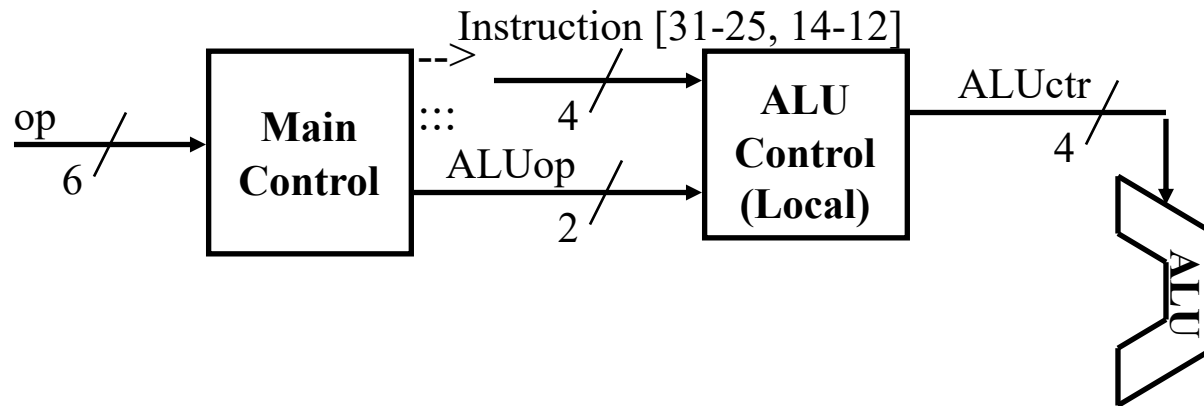 Instruction [31-25, 14-12]
-->
op
6
Main
Control
:::
4
ALUop
2
ALU
Control
(Local)
ALUctr
4
ALU